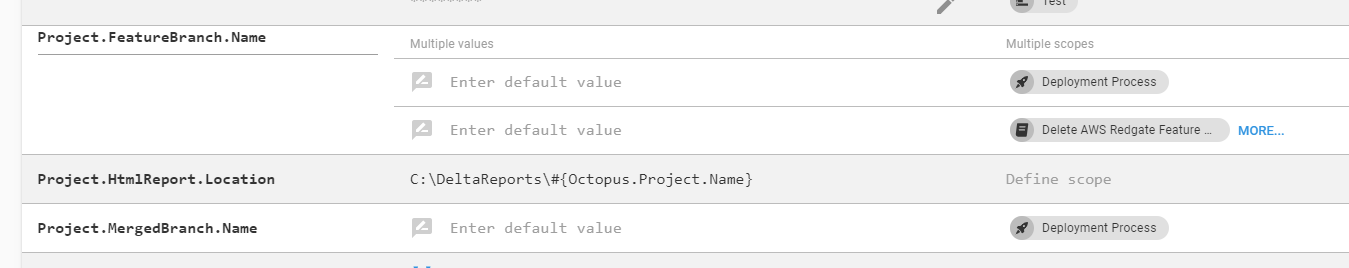 ********
Test
Project.FeatureBranch.Name
Multiple values
Multiple scopes
Enter default value
Deployment Process
Enter default value
Delete AWS Redgate Feature ...
MORE...
Project.HtmlReport.Location
C:\DeltaReports\#{Octopus.Project.Name}
Define scope
Project.MergedBranch.Name
Enter default value
Deployment Process